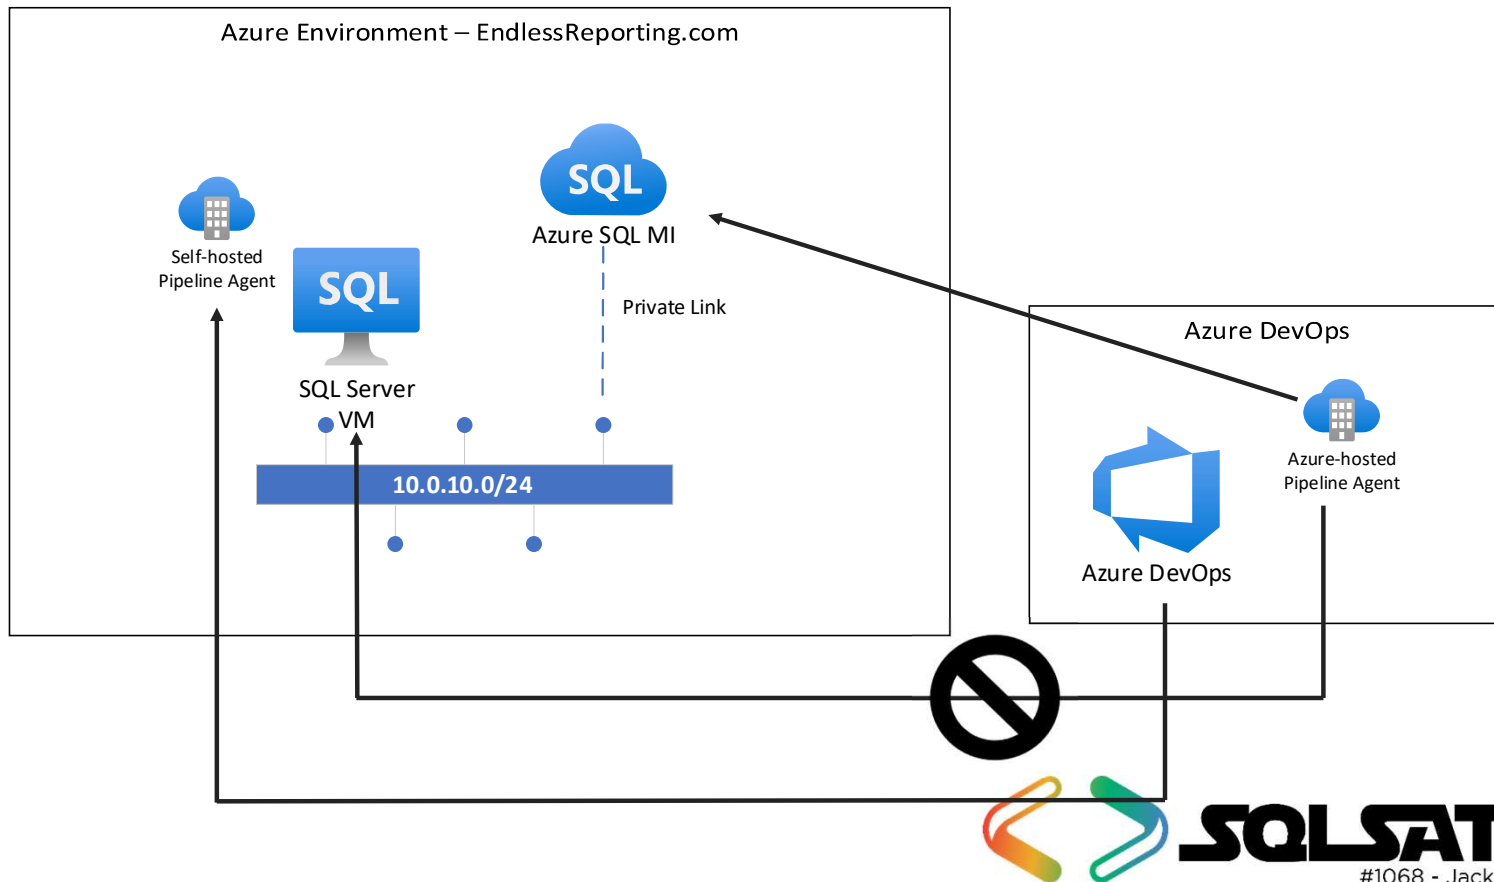 Azure Environment – EndlessReporting.com
SQL
Azure SQL MI
Self-hosted
Pipeline Agent
SQL
Private Link
SQL Server
VM
10.0.10.0/24
Azure DevOps
Azure-hosted
Pipeline Agent
Azure DevOps
SQLSAT
#1068 - Jack